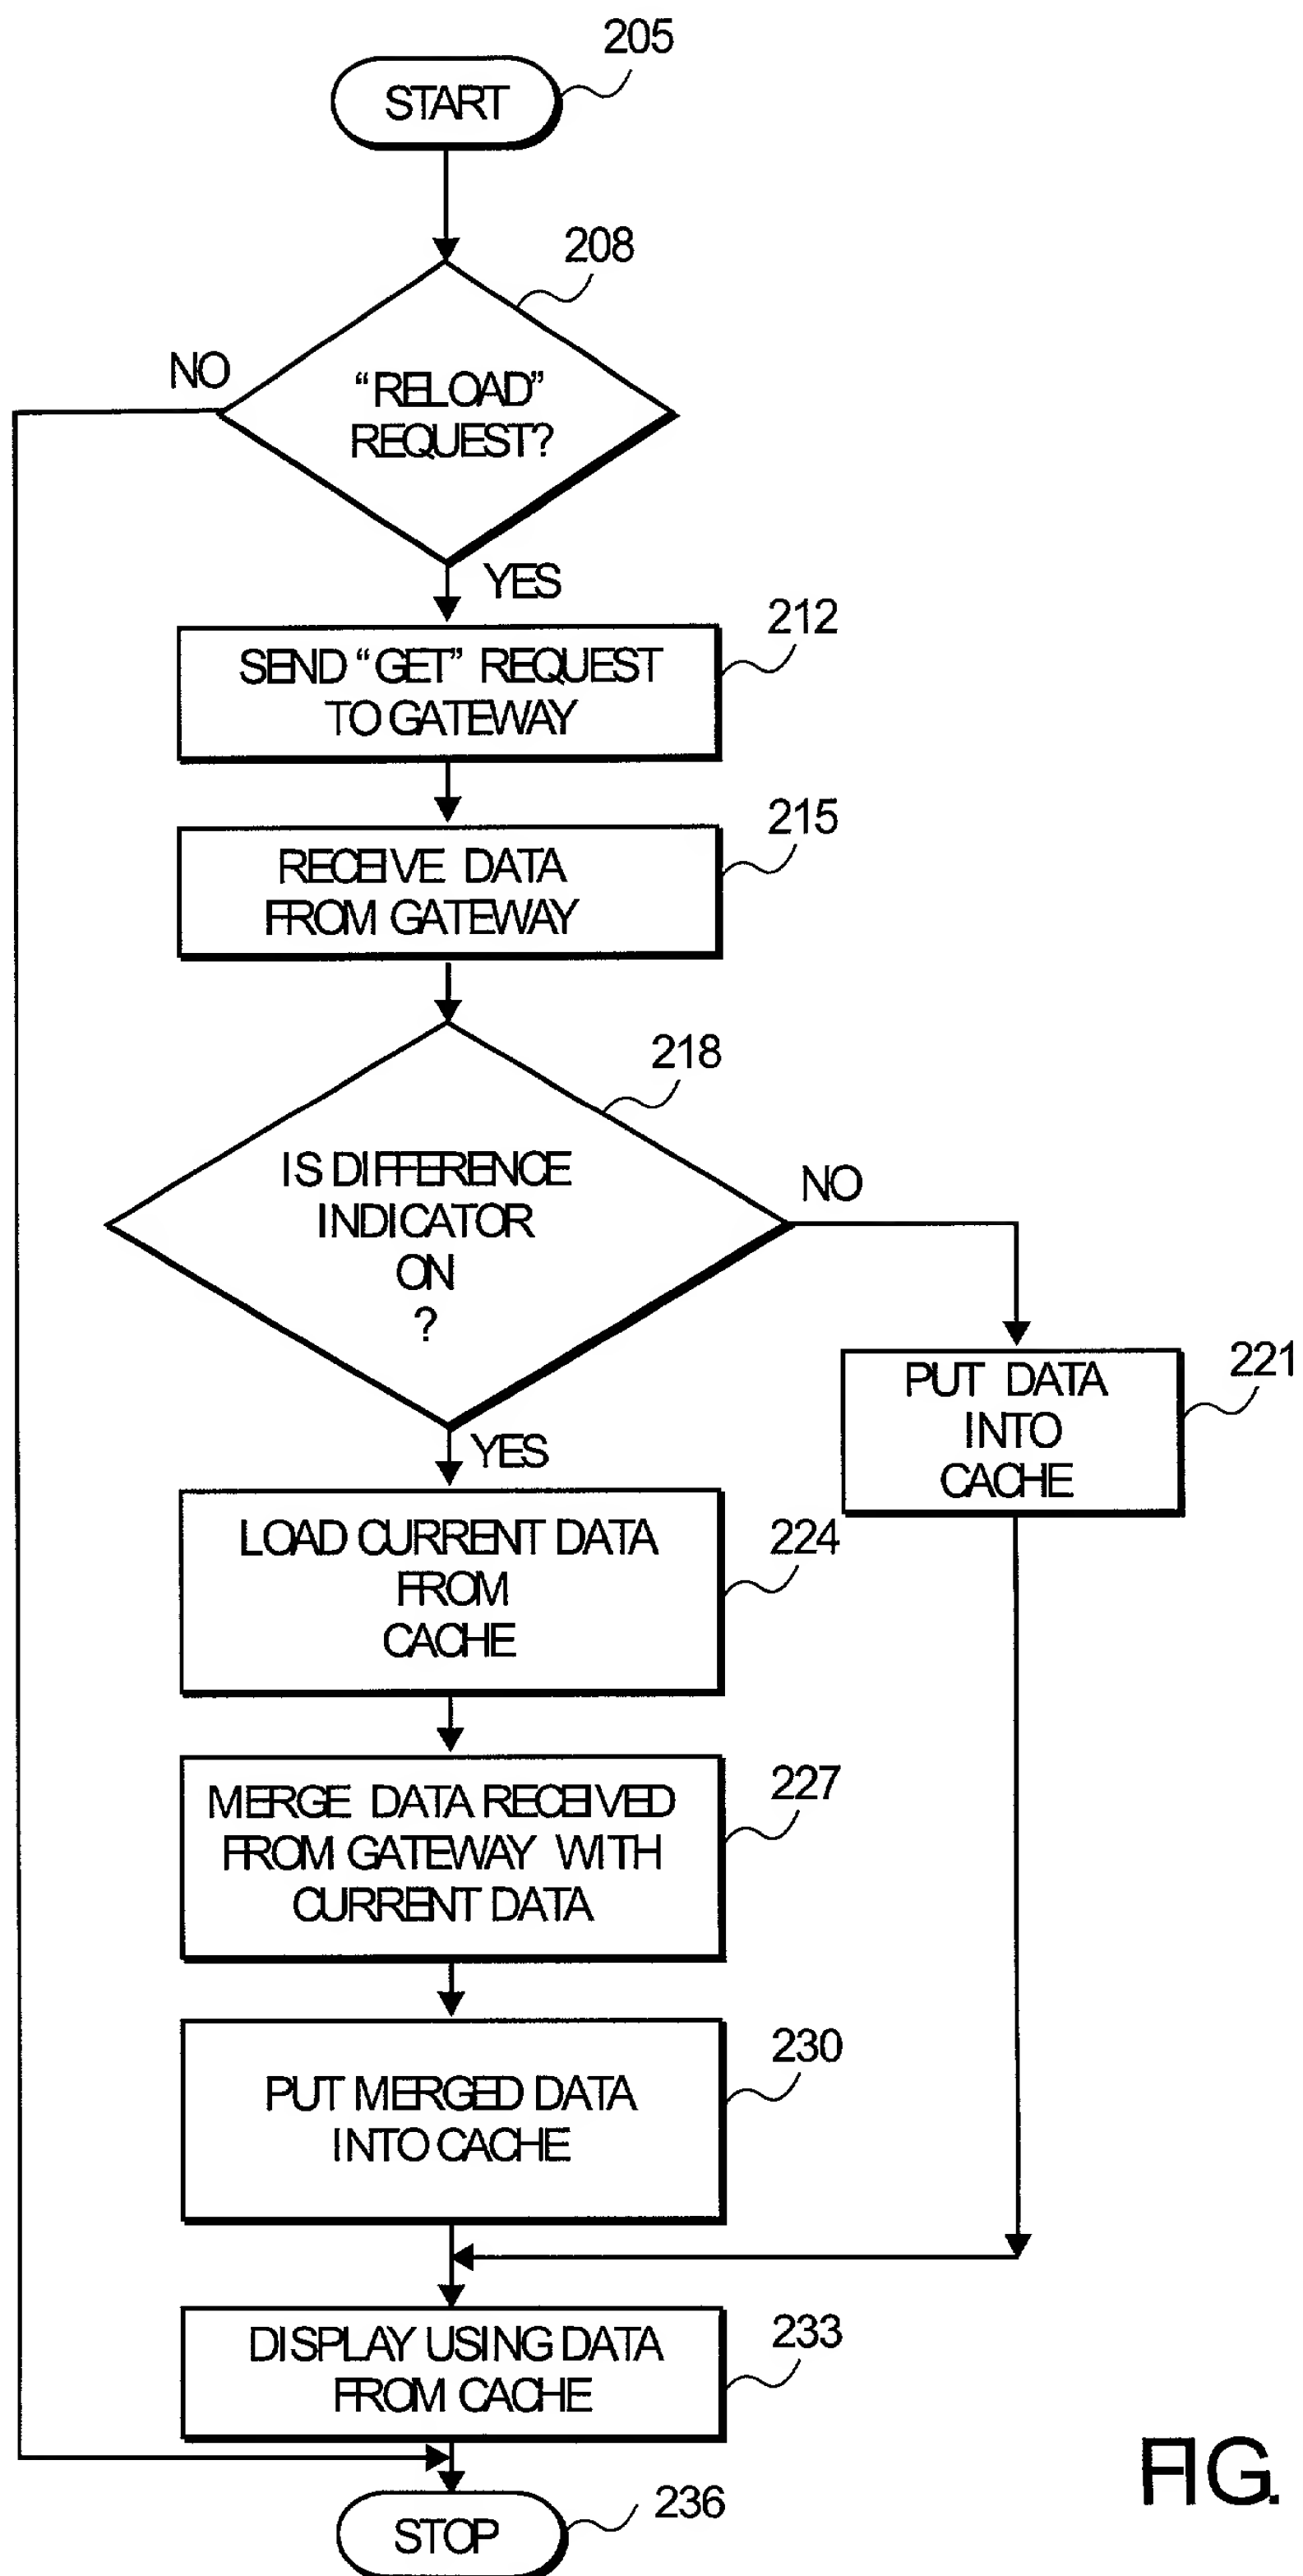 205
START
208
NO
“RELOAD”
REQUEST?
YES
212
SEND “GET” REQUEST
TO GATEWAY
215
RECEIVE DATA
FROM GATEWAY
218
IS DIFFERENCE
INDICATOR
ON
?
NO
YES
221
PUT DATA
INTO
CACHE
224
LOAD CURRENT DATA
FROM
CACHE
227
MERGE DATA RECEIVED
FROM GATEWAY WITH
CURRENT DATA
230
PUT MERGED DATA
INTO CACHE
233
DISPLAY USING DATA
FROM CACHE
FIG.
236
STOP